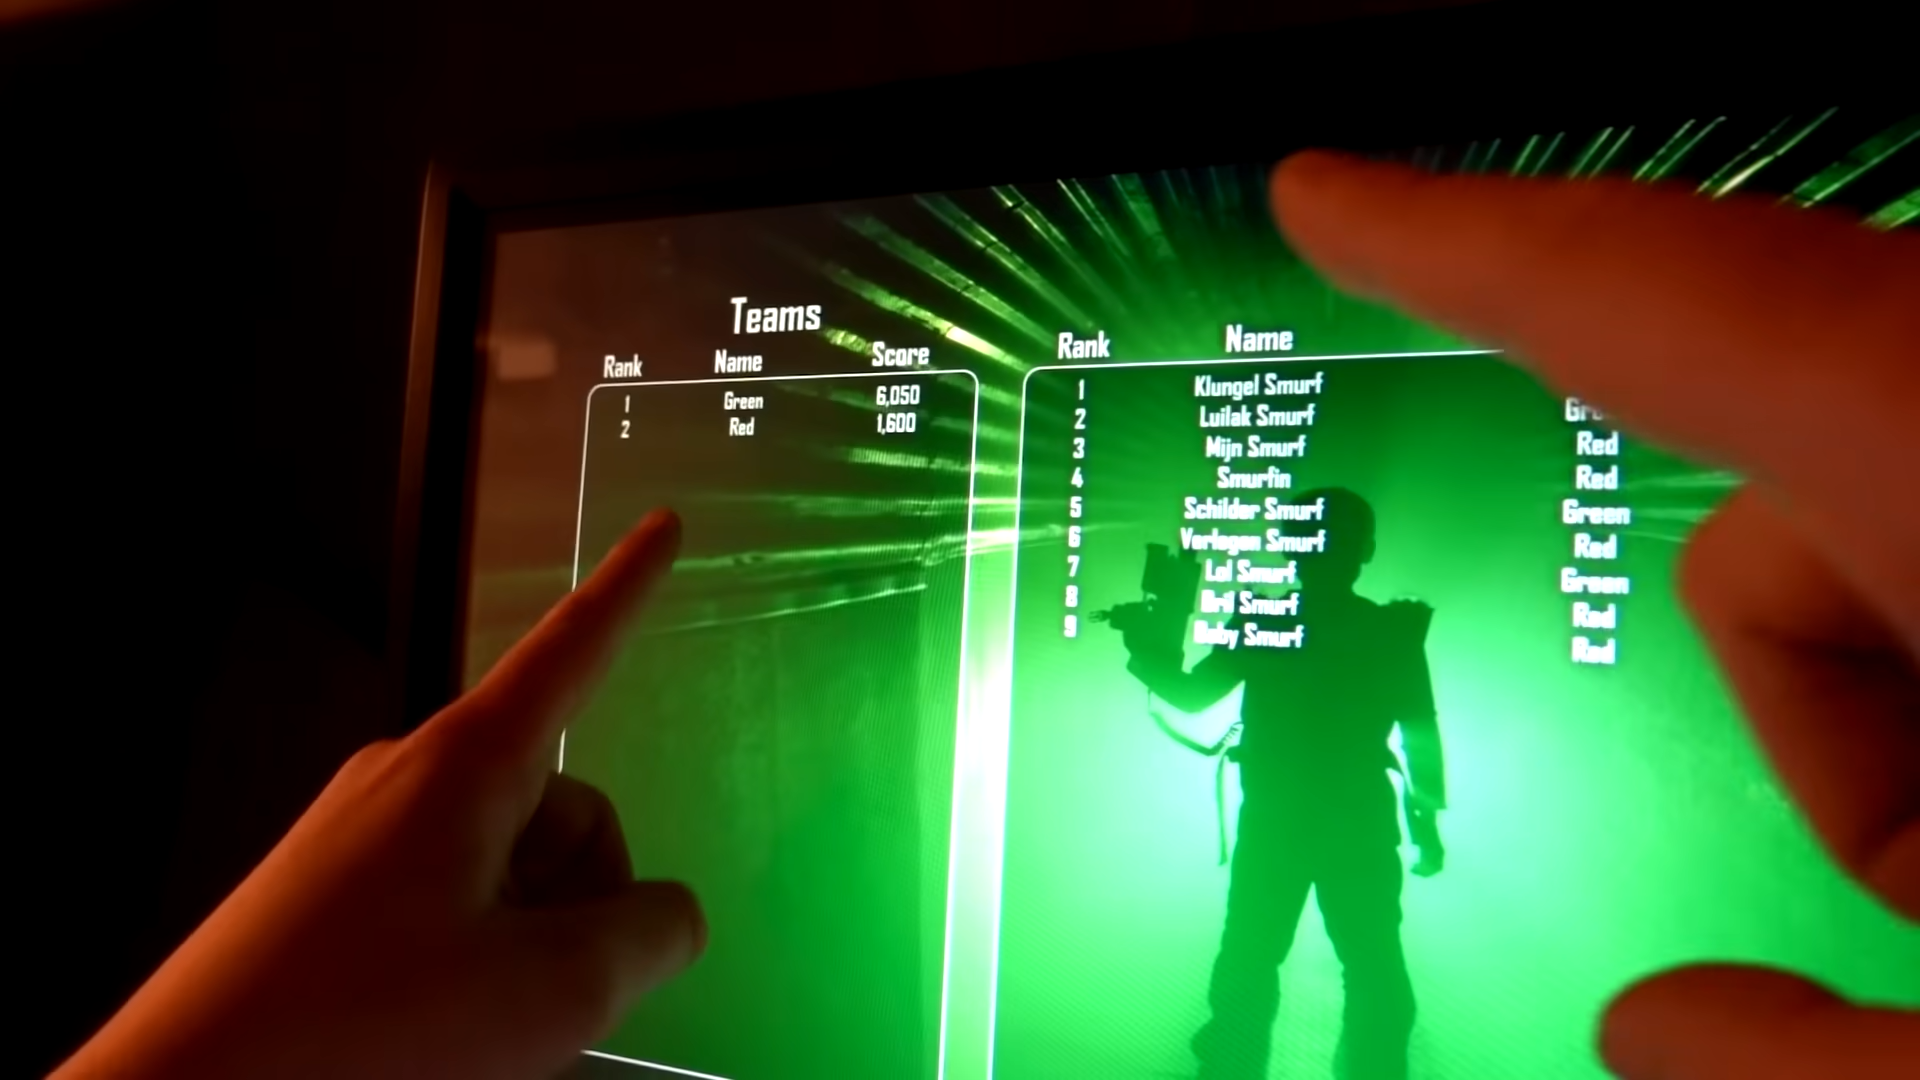 Teams
Rank Name Score
1 Green 6,050
2 Red 1,600
Rank Name
1 Klungel Smurf
2 Luilak Smurf
3 Mijn Smurf Red
4 Smurfin Red
5 Schilder Smurf Green
6 Verlegen Smurf Red
7 Lol Smurf Green
8 Bril Smurf Red
9 Baby Smurf Red